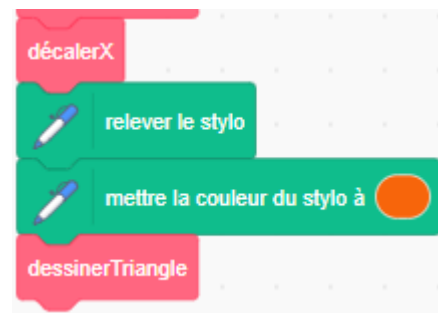 décalerX
relever le stylo
mettre la couleur du stylo à
dessinerTriangle